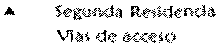 Segunda Residencia
Vías de acceso